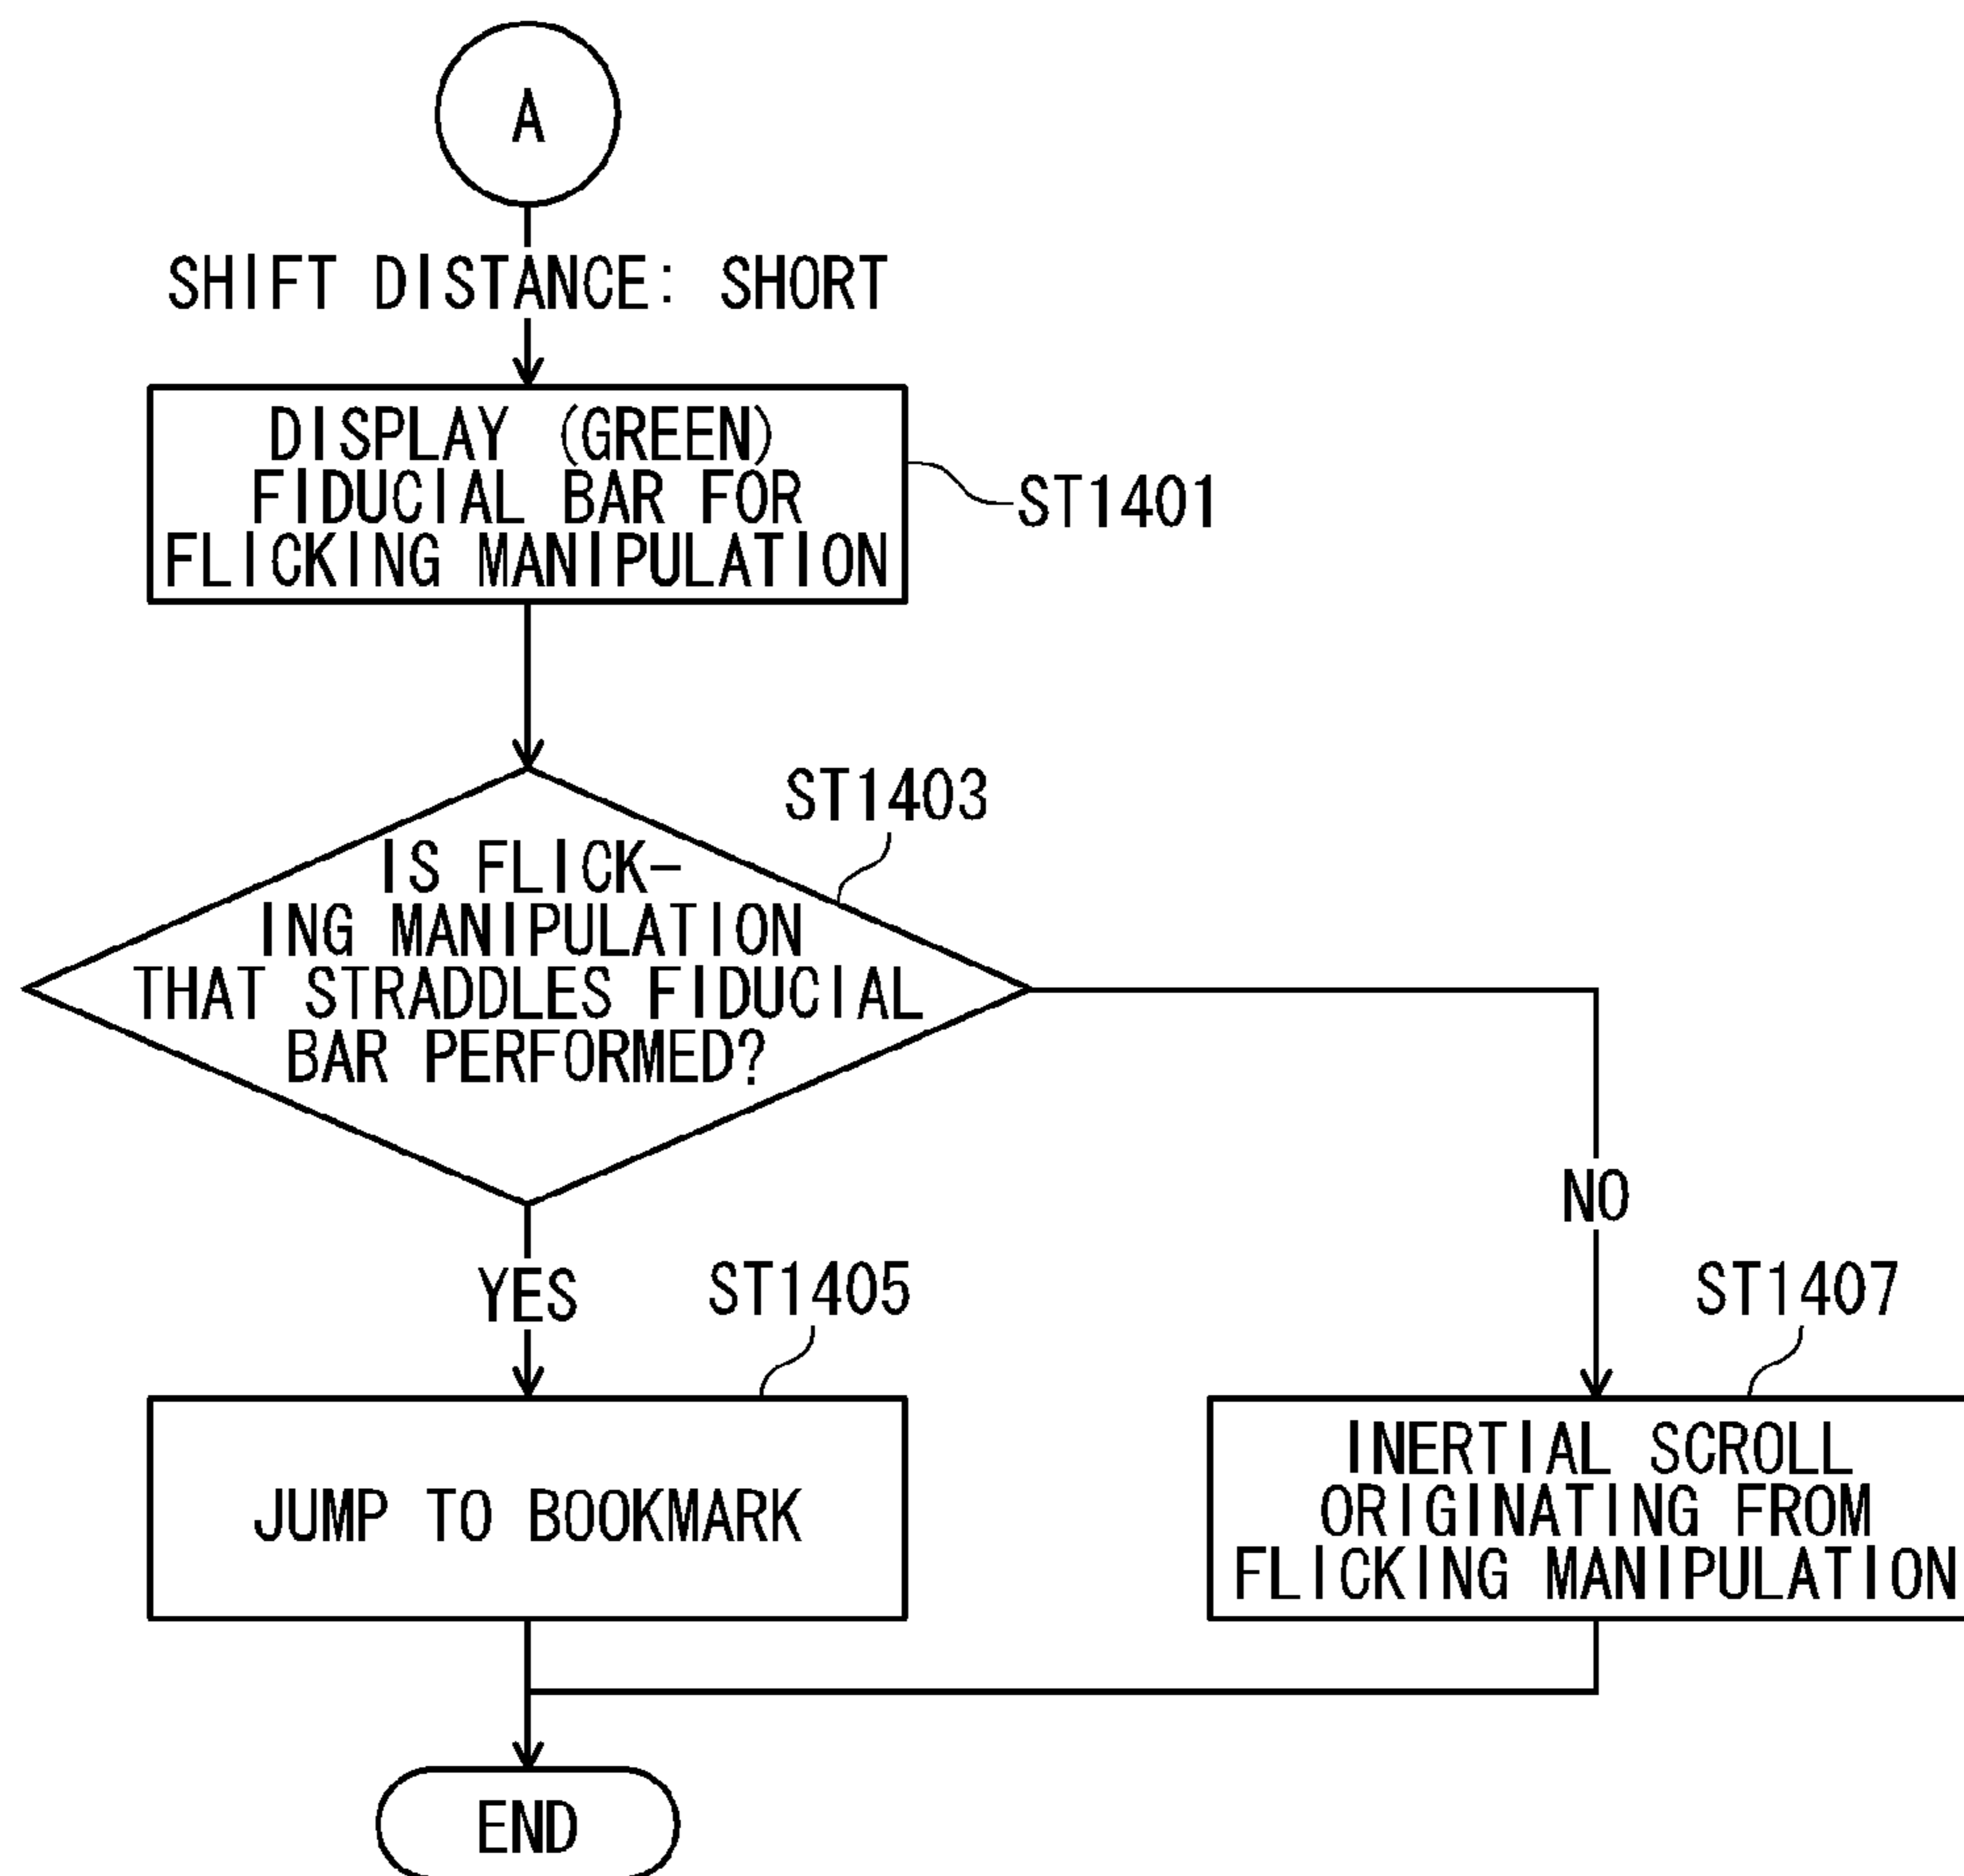 A
SHIFT DISTANCE: SHORT
DISPLAY (GREEN)
FIDUCIAL BAR FOR
FLICKING MANIPULATION
ST1401
ST1403
IS FLICK-
ING MANIPULATION
THAT STRADDLES FIDUCIAL
BAR PERFORMED?
NO
YES
ST1405
ST1407
JUMP TO BOOKMARK
INERTIAL SCROLL
ORIGINATING FROM
FLICKING MANIPULATION
END